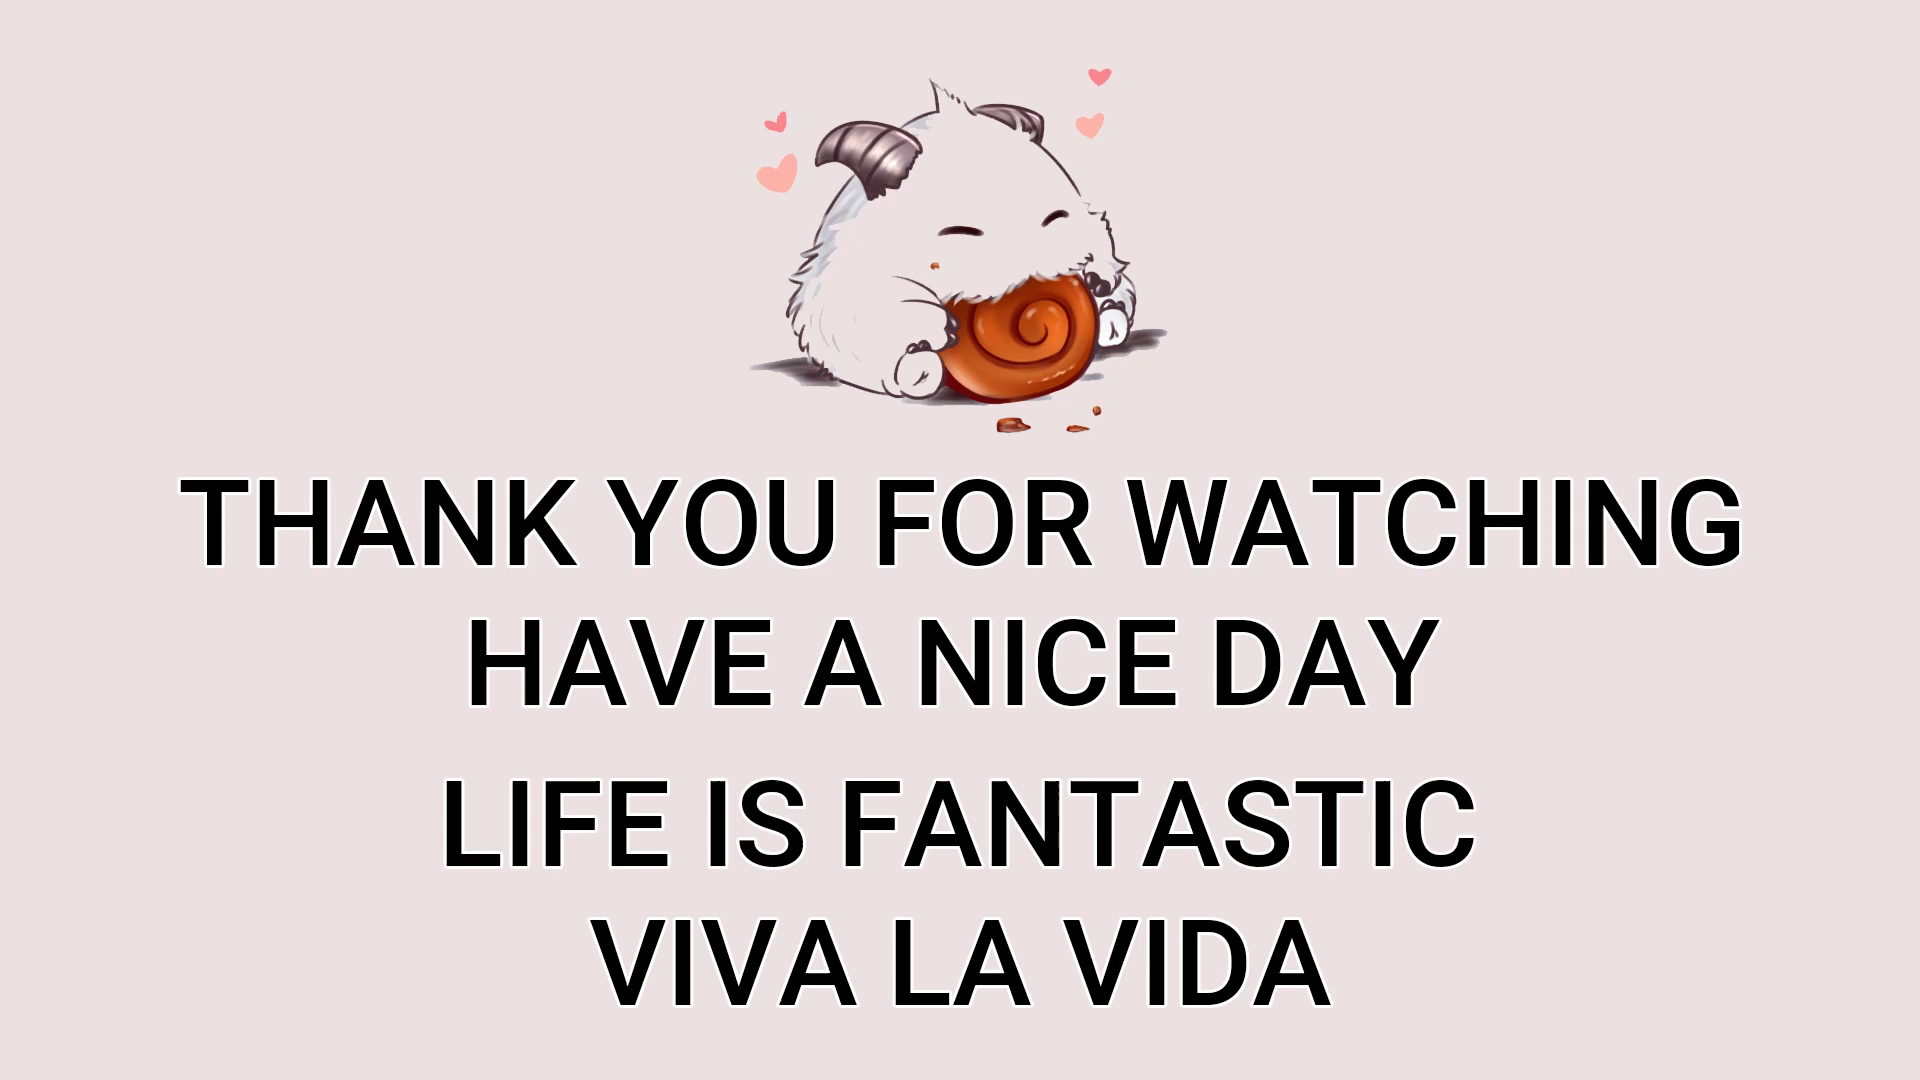 THANK YOU FOR WATCHING
HAVE A NICE DAY
LIFE IS FANTASTIC
VIVA LA VIDA